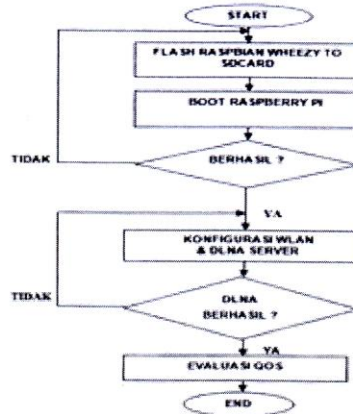 START
FLASH RASPBIAN WHEEZY TO
SDCARD
BOOT RASPBERRY PI
BERHASIL ?
TIDAK
YA
KONFIGURASI WLAN
& DLNA SERVER
DLNA
BERHASIL ?
TIDAK
YA
EVALUASI QOS
END